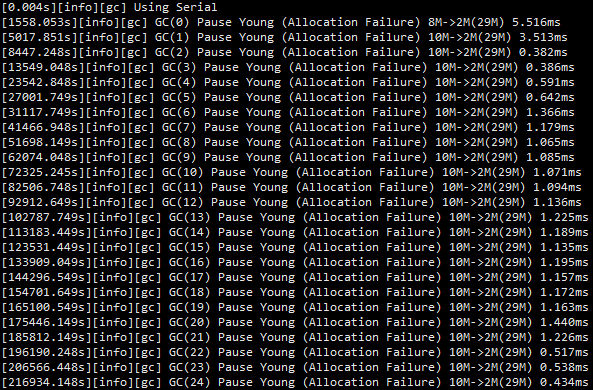 [0.004s][info][gc] Using Serial
[1558.053s][info][gc] GC(0) Pause Young (Allocation Failure) 8M->2M(29M) 5.516ms
[5017.851s][info][gc] GC(1) Pause Young (Allocation Failure) 10M->2M(29M) 3.513ms
[8447.248s][info][gc] GC(2) Pause Young (Allocation Failure) 10M->2M(29M) 0.382ms
[13549.048s][info][gc] GC(3) Pause Young (Allocation Failure) 10M->2M(29M) 0.386ms
[23542.848s][info][gc] GC(4) Pause Young (Allocation Failure) 10M->2M(29M) 0.591ms
[27001.749s][info][gc] GC(5) Pause Young (Allocation Failure) 10M->2M(29M) 0.642ms
[31117.749s][info][gc] GC(6) Pause Young (Allocation Failure) 10M->2M(29M) 1.366ms
[41466.948s][info][gc] GC(7) Pause Young (Allocation Failure) 10M->2M(29M) 1.179ms
[51698.149s][info][gc] GC(8) Pause Young (Allocation Failure) 10M->2M(29M) 1.065ms
[62074.048s][info][gc] GC(9) Pause Young (Allocation Failure) 10M->2M(29M) 1.085ms
[72325.245s][info][gc] GC(10) Pause Young (Allocation Failure) 10M->2M(29M) 1.071ms
[82506.748s][info][gc] GC(11) Pause Young (Allocation Failure) 10M->2M(29M) 1.094ms
[92912.649s][info][gc] GC(12) Pause Young (Allocation Failure) 10M->2M(29M) 1.136ms
[102787.749s][info][gc] GC(13) Pause Young (Allocation Failure) 10M->2M(29M) 1.225ms
[113183.449s][info][gc] GC(14) Pause Young (Allocation Failure) 10M->2M(29M) 1.189ms
[123531.449s][info][gc] GC(15) Pause Young (Allocation Failure) 10M->2M(29M) 1.135ms
[133909.049s][info][gc] GC(16) Pause Young (Allocation Failure) 10M->2M(29M) 1.195ms
[144296.549s][info][gc] GC(17) Pause Young (Allocation Failure) 10M->2M(29M) 1.157ms
[154701.649s][info][gc] GC(18) Pause Young (Allocation Failure) 10M->2M(29M) 1.172ms
[165100.549s][info][gc] GC(19) Pause Young (Allocation Failure) 10M->2M(29M) 1.163ms
[175446.149s][info][gc] GC(20) Pause Young (Allocation Failure) 10M->2M(29M) 1.440ms
[185812.149s][info][gc] GC(21) Pause Young (Allocation Failure) 10M->2M(29M) 1.226ms
[196190.248s][info][gc] GC(22) Pause Young (Allocation Failure) 10M->2M(29M) 0.517ms
[206566.448s][info][gc] GC(23) Pause Young (Allocation Failure) 10M->2M(29M) 0.538ms
[216934.148s][info][gc] GC(24) Pause Young (Allocation Failure) 10M->2M(29M) 0.434ms